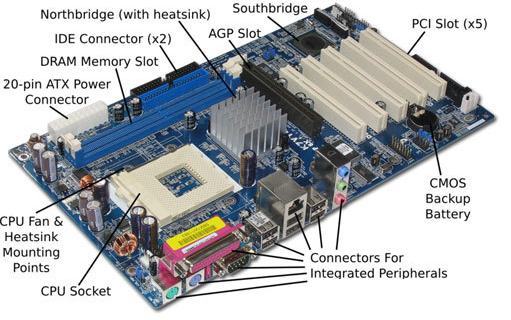 Northbridge (with heatsink)
Southbridge
IDE Connector (x2)
AGP Slot
PCI Slot (x5)
DRAM Memory Slot
20-pin ATX Power
Connector
CMOS
Backup
Battery
CPU Fan &
Heatsink
Mounting
Points
Connectors For
Integrated Peripherals
CPU Socket